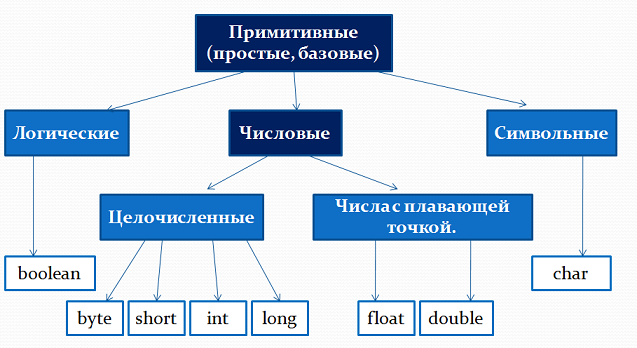 Примитивные
(простые, базовые)
Логические
Числовые
Символьные
Целочисленные
Числа с плавающей
точкой.
boolean
char
byte
short
int
long
float
double